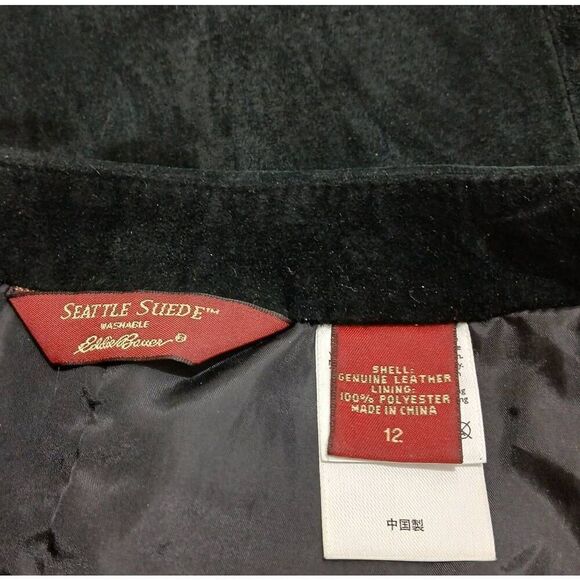 SEATTLE SUEDE™
WASHABLE
Eddie Bauer®
SHELL:
GENUINE LEATHER
LINING:
100% POLYESTER
MADE IN CHINA
12
中国製